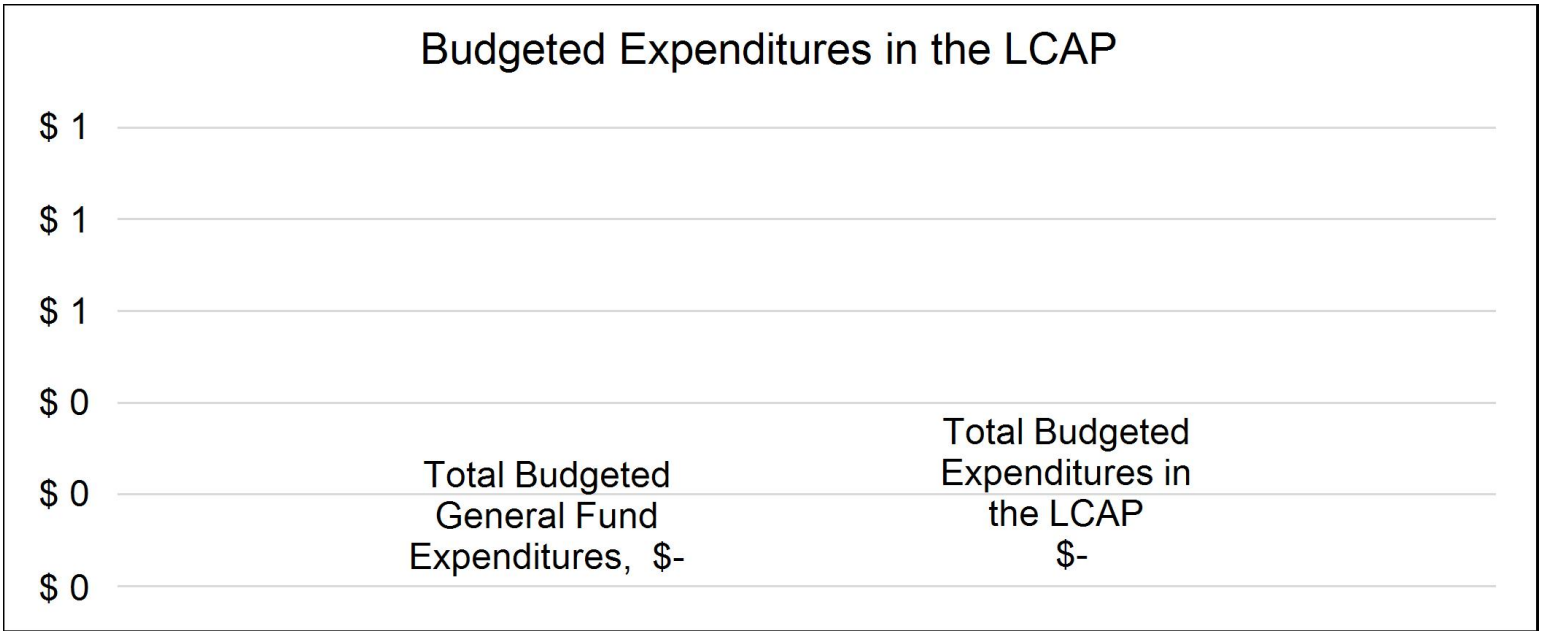 Budgeted Expenditures in the LCAP
$ 1
$ 1
$ 1
$ 0
$ 0
$ 0
Total Budgeted
General Fund
Expenditures,  $-
Total Budgeted
Expenditures in
the LCAP
$-